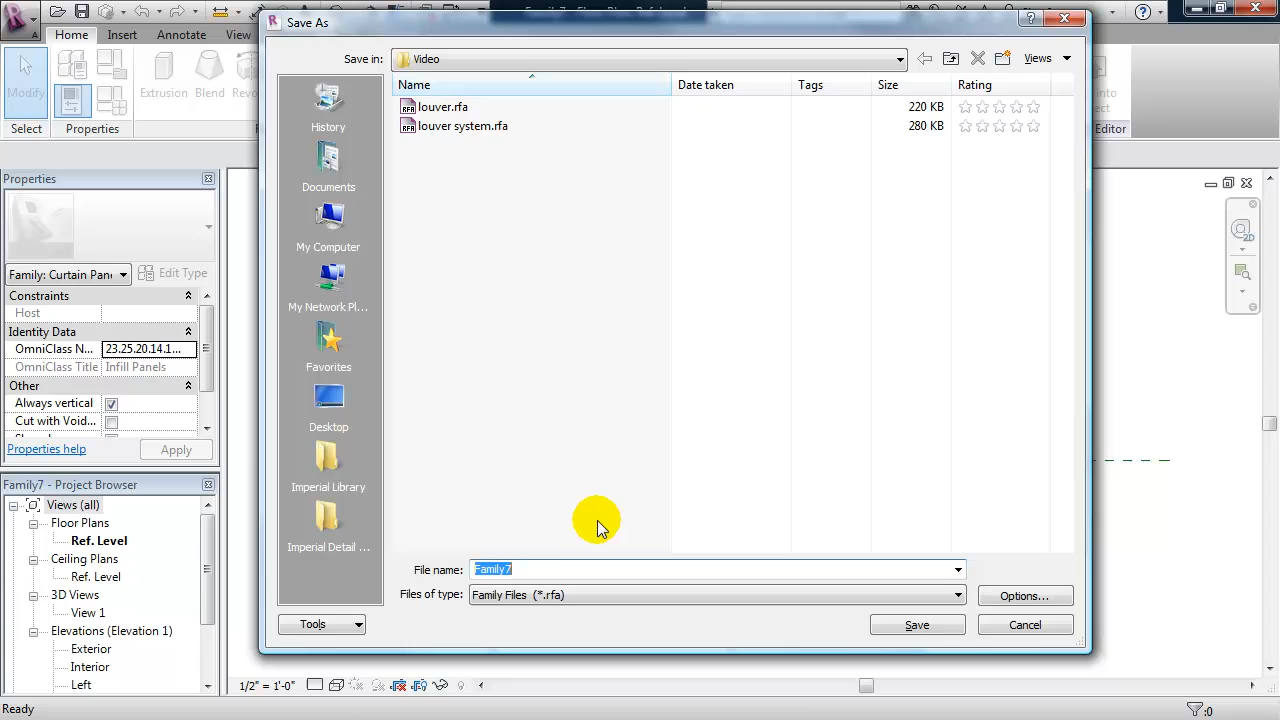 Save As
Home Insert Annotate View
Save in: Video Views
Modify Extrusion Blend Revo
Name Date taken Tags Size Rating
louver.rfa 220 KB
louver system.rfa 280 KB
Select Properties Editor
History
Documents
My Computer
My Network Pl...
Favorites
Desktop
Imperial Library
Imperial Detail ...
Properties
Family: Curtain Pane Edit Type
Constraints
Host
Identity Data
OmniClass N... 23.25.20.14.1...
OmniClass Title Infill Panels
Other
Always vertical
Cut with Void...
Properties help Apply
Family7 - Project Browser
Views (all)
Floor Plans
Ref. Level
Ceiling Plans
Ref. Level
3D Views
View 1
Elevations (Elevation 1)
Exterior
Interior
Left
File name: Family7
Files of type: Family Files (*.rfa) Options...
Tools Save Cancel
1/2" = 1'-0"
Ready :0